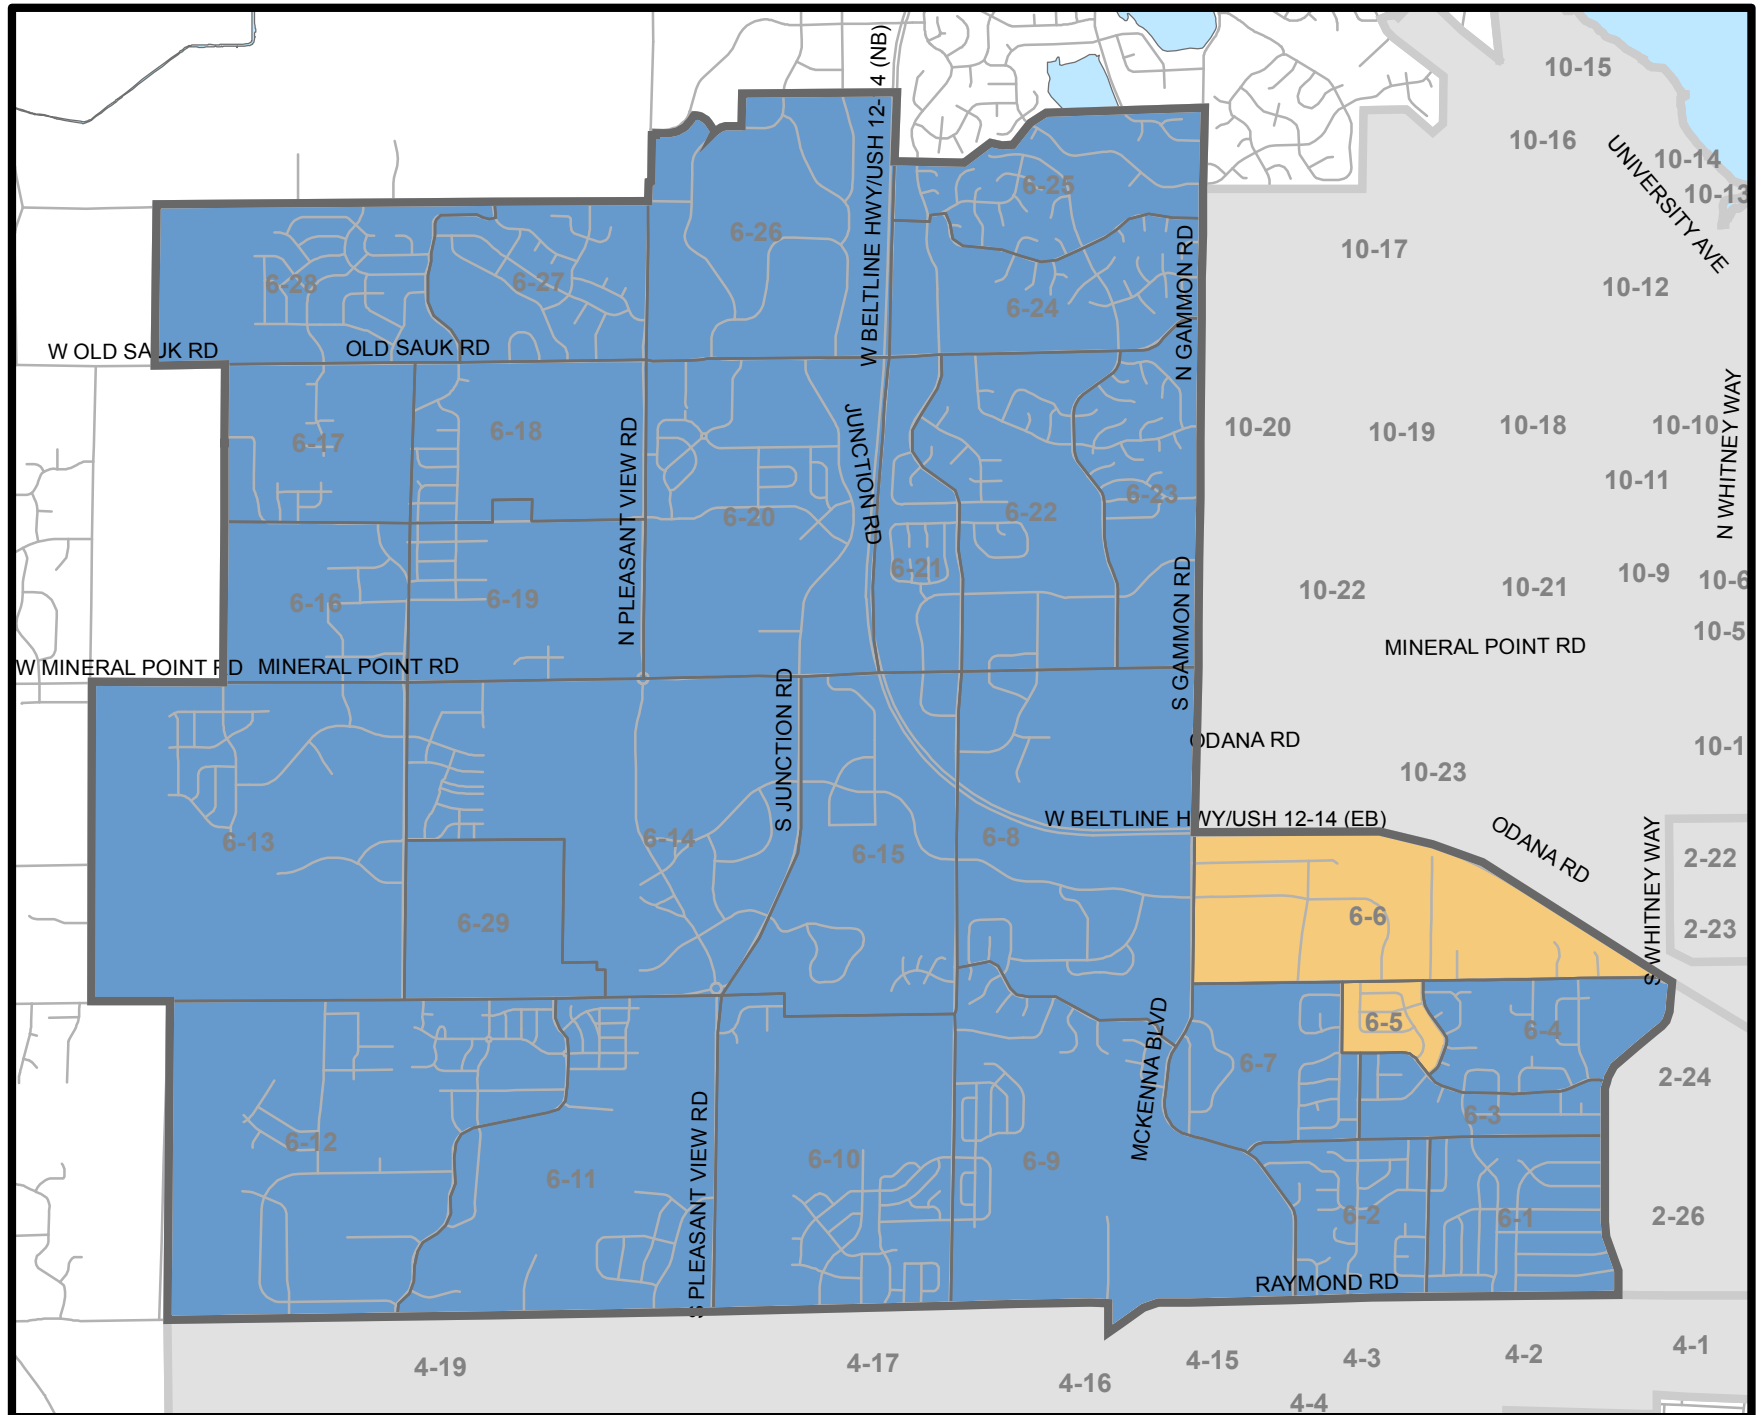 4 (NB)
W BELTLINE HWY/USH 12-
10-15
10-16
UNIVERSITY AVE
10-14
10-13
6-25
6-26
10-17
N GAMMON RD
6-28
6-27
10-12
6-24
W OLD SAUK RD
OLD SAUK RD
N WHITNEY WAY
JUNCTION RD
N PLEASANT VIEW RD
6-17
6-18
10-20
10-19
10-18
10-10
10-11
6-23
6-20
6-22
6-21
S GAMMON RD
10-22
10-21
10-9
10-6
6-16
6-19
10-5
MINERAL POINT RD
W MINERAL POINT RD
MINERAL POINT RD
S JUNCTION RD
ODANA RD
10-1
10-23
W BELTLINE HWY/USH 12-14 (EB)
ODANA RD
S WHITNEY WAY
6-13
6-14
6-15
6-8
2-22
6-29
6-6
2-23
MCKENNA BLVD
6-5
6-4
6-7
2-24
6-3
S PLEASANT VIEW RD
6-12
6-11
6-10
6-9
6-2
6-1
2-26
RAYMOND RD
4-19
4-17
4-16
4-15
4-3
4-2
4-1
4-4